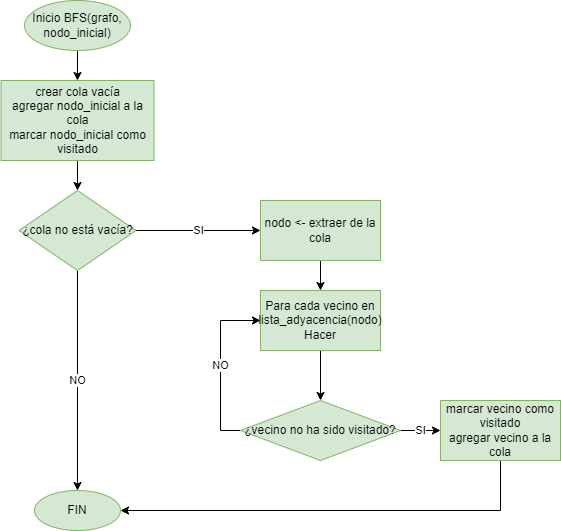 Inicio BFS(grafo,
nodo_inicial)
crear cola vacía
agregar nodo_inicial a la
cola
marcar nodo_inicial como
visitado
¿cola no está vacía?
SI
nodo <- extraer de la
cola
Para cada vecino en
lista_adyacencia(nodo)
Hacer
NO
¿vecino no ha sido visitado?
SI
marcar vecino como
visitado
agregar vecino a la
cola
NO
FIN